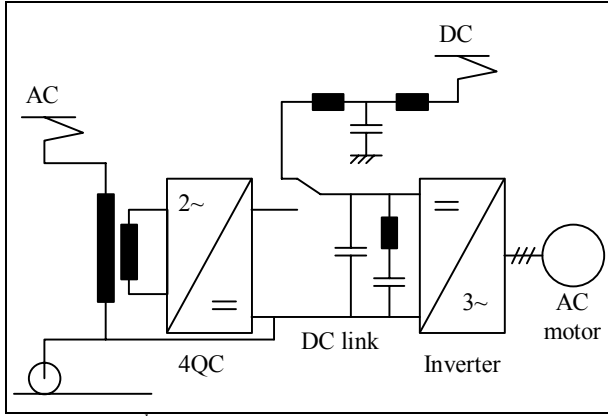 DC
AC
2~
=
=
3~
AC
motor
4QC
DC link
Inverter